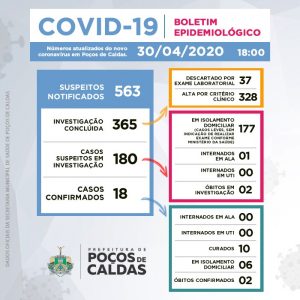 COVID-19
BOLETIM
EPIDEMIOLÓGICO
Números atualizados do novo
coronavírus em Poços de Caldas.
30/04/2020
18:00
SUSPEITOS
NOTIFICADOS
563
INVESTIGAÇÃO
CONCLUÍDA
365
CASOS
SUSPEITOS EM
INVESTIGAÇÃO
180
CASOS
CONFIRMADOS
18
DESCARTADO POR
EXAME LABORATORIAL
37
ALTA POR CRITÉRIO
CLÍNICO
328
EM ISOLAMENTO
DOMICILIAR
(CASOS LEVES, SEM
INDICAÇÃO DE REALIZAR
EXAME CONFORME
MINISTÉRIO DA SAÚDE)
177
INTERNADOS
EM ALA
01
INTERNADOS
EM UTI
00
ÓBITOS EM
INVESTIGAÇÃO
02
INTERNADOS EM ALA
00
INTERNADOS EM UTI
00
CURADOS
10
EM ISOLAMENTO
DOMICILIAR
06
ÓBITOS CONFIRMADOS
02
PREFEITURA DE
POÇOS
DE CALDAS
DADOS OFICIAIS DA SECRETARIA MUNICIPAL DE SAÚDE DE POÇOS DE CALDAS